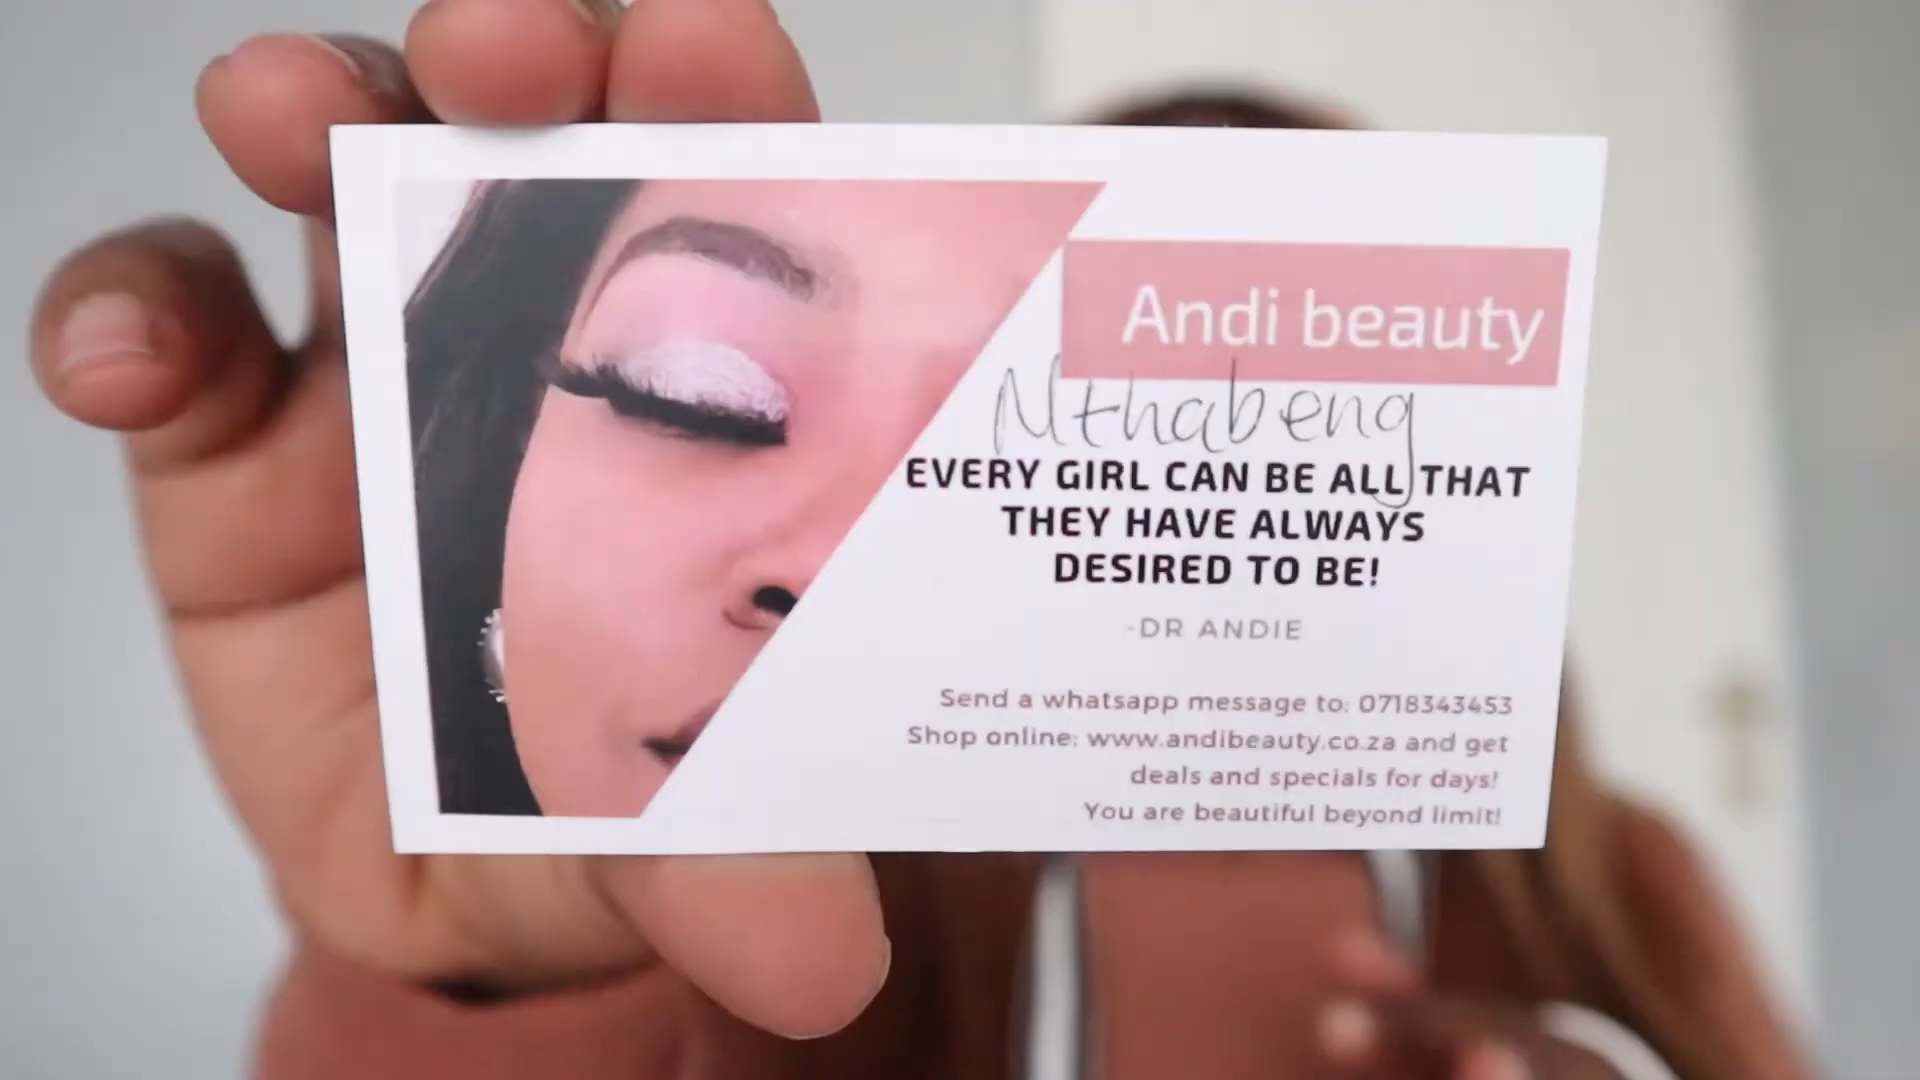 Andi beauty
Nthabeng
EVERY GIRL CAN BE ALL THAT
THEY HAVE ALWAYS
DESIRED TO BE!
-DR ANDIE
Send a whatsapp message to: 0718343453
Shop online: www.andibeauty.co.za and get
deals and specials for days!
You are beautiful beyond limit!